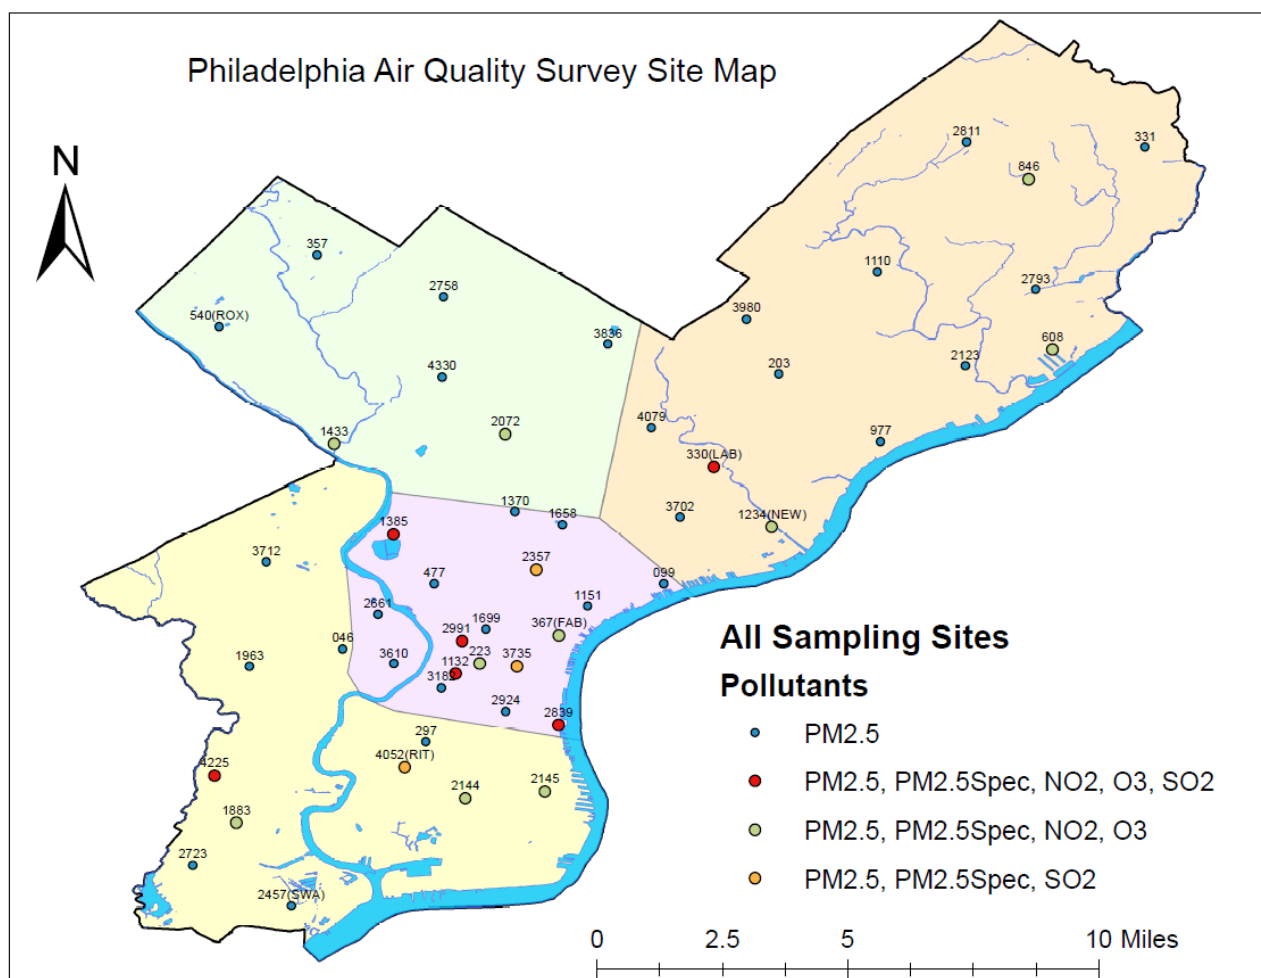 Philadelphia Air Quality Survey Site Map
N
2811
331
846
357
1110
2758
2793
540(ROX)
3980
3836
608
203
2123
4330
4079
2072
977
1433
330(LAB)
1370
3702
1234(NEW)
1658
1385
3712
2357
477
099
1151
2661
1699
367(FAB)
2991
046
1963
3610
1132
223
3735
3182
2924
2839
297
4052(RIT)
4225
2144
2145
1883
2723
2457(SWA)
All Sampling Sites
Pollutants
PM2.5
PM2.5, PM2.5Spec, NO2, O3, SO2
PM2.5, PM2.5Spec, NO2, O3
PM2.5, PM2.5Spec, SO2
0 2.5 5 10 Miles